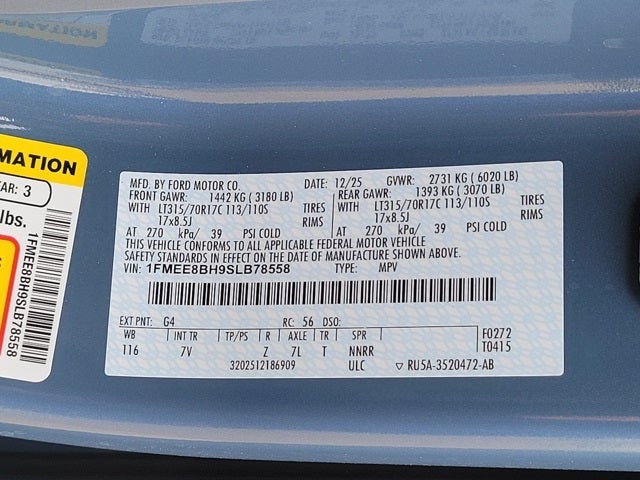 MATION
EAR: 3
lbs.
1FMEE8BH9SLB78558
MFD. BY FORD MOTOR CO. DATE: 12/25 GVWR: 2731 KG ( 6020 LB)
FRONT GAWR: 1442 KG ( 3180 LB) REAR GAWR: 1393 KG ( 3070 LB)
WITH LT315/70R17C 113/110S TIRES WITH LT315/70R17C 113/110S TIRES
17x8.5J RIMS 17x8.5J RIMS
AT 270 kPa/ 39 PSI COLD AT 270 kPa/ 39 PSI COLD
THIS VEHICLE CONFORMS TO ALL APPLICABLE FEDERAL MOTOR VEHICLE
SAFETY STANDARDS IN EFFECT ON THE DATE OF MANUFACTURE SHOWN ABOVE.
VIN: 1FMEE8BH9SLB78558 TYPE: MPV
EXT PNT: G4 RC: 56 DSO:
WB INT TR TP/PS R AXLE TR SPR F0272
116 7V Z 7L T NNRR T0415
3202512186909 ULC ▽ RU5A-3520472-AB